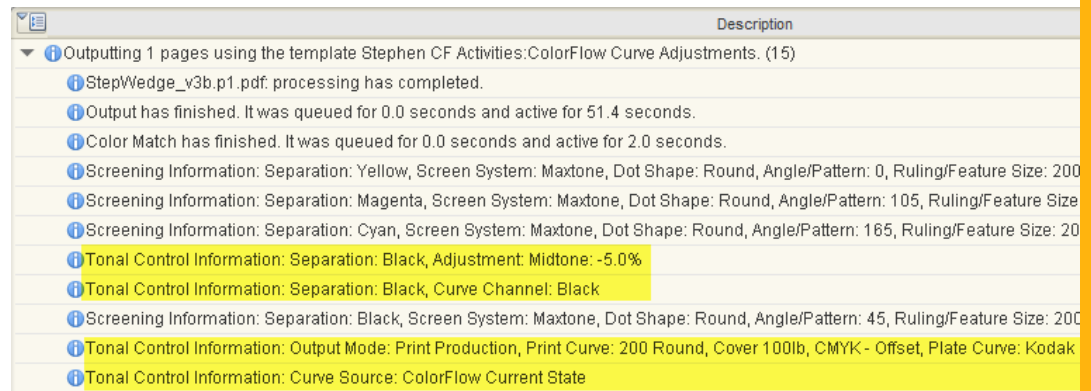 Description
Outputting 1 pages using the template Stephen CF Activities:ColorFlow Curve Adjustments. (15)
StepWedge_v3b.p1.pdf: processing has completed.
Output has finished. It was queued for 0.0 seconds and active for 51.4 seconds.
Color Match has finished. It was queued for 0.0 seconds and active for 2.0 seconds.
Screening Information: Separation: Yellow, Screen System: Maxtone, Dot Shape: Round, Angle/Pattern: 0, Ruling/Feature Size: 200
Screening Information: Separation: Magenta, Screen System: Maxtone, Dot Shape: Round, Angle/Pattern: 105, Ruling/Feature Size
Screening Information: Separation: Cyan, Screen System: Maxtone, Dot Shape: Round, Angle/Pattern: 165, Ruling/Feature Size: 20
Tonal Control Information: Separation: Black, Adjustment: Midtone: -5.0%
Tonal Control Information: Separation: Black, Curve Channel: Black
Screening Information: Separation: Black, Screen System: Maxtone, Dot Shape: Round, Angle/Pattern: 45, Ruling/Feature Size: 200
Tonal Control Information: Output Mode: Print Production, Print Curve: 200 Round, Cover 100lb, CMYK - Offset, Plate Curve: Kodak
Tonal Control Information: Curve Source: ColorFlow Current State